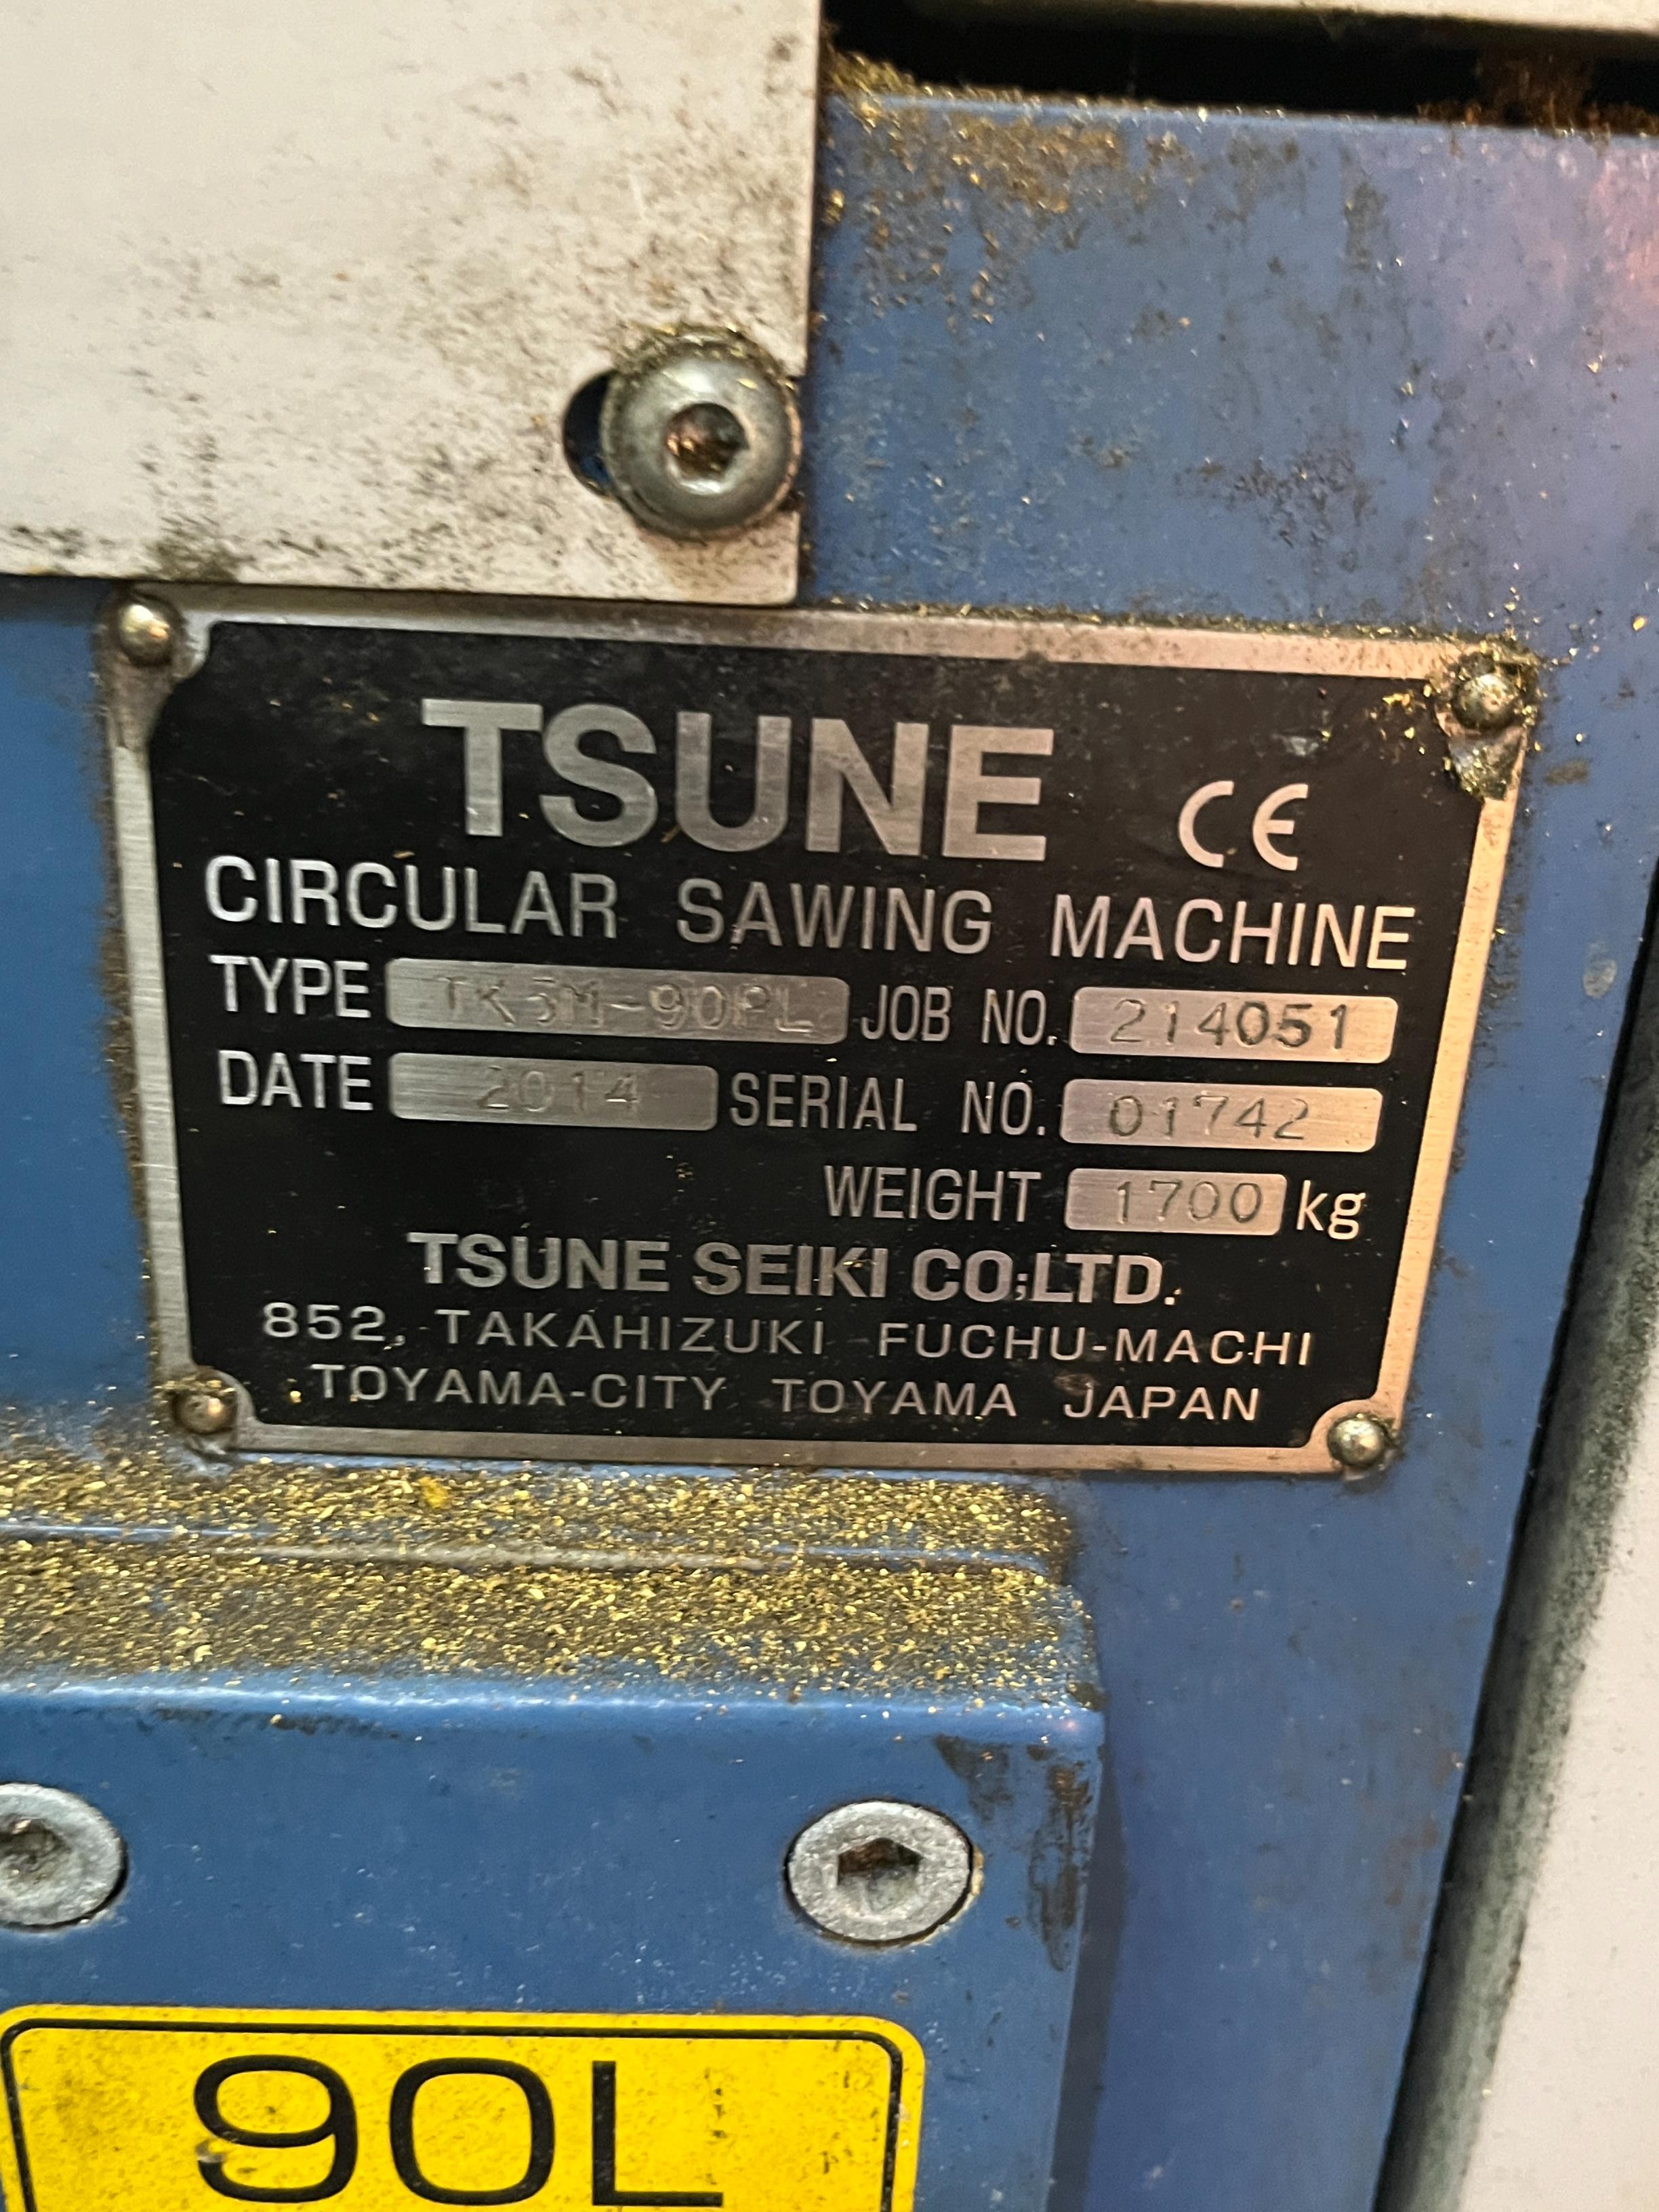 TSUNE CE
CIRCULAR SAWING MACHINE
TYPE TK5M-90PL JOB NO. 214051
DATE 2014 SERIAL NO. 01742
WEIGHT 1700 kg
TSUNE SEIKI CO.,LTD.
852, TAKAHIZUKI FUCHU-MACHI
TOYAMA-CITY TOYAMA JAPAN
90L